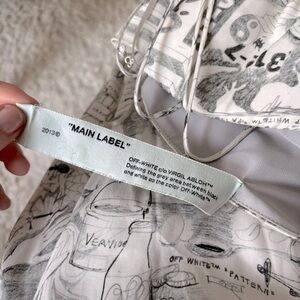 2013©
"MAIN LABEL"
OFF-WHITE c/o VIRGIL ABLOH™
Defining the grey area between black
and white as the color Off-White™
VERVIO
OFF WHITE™ "PATTERN"